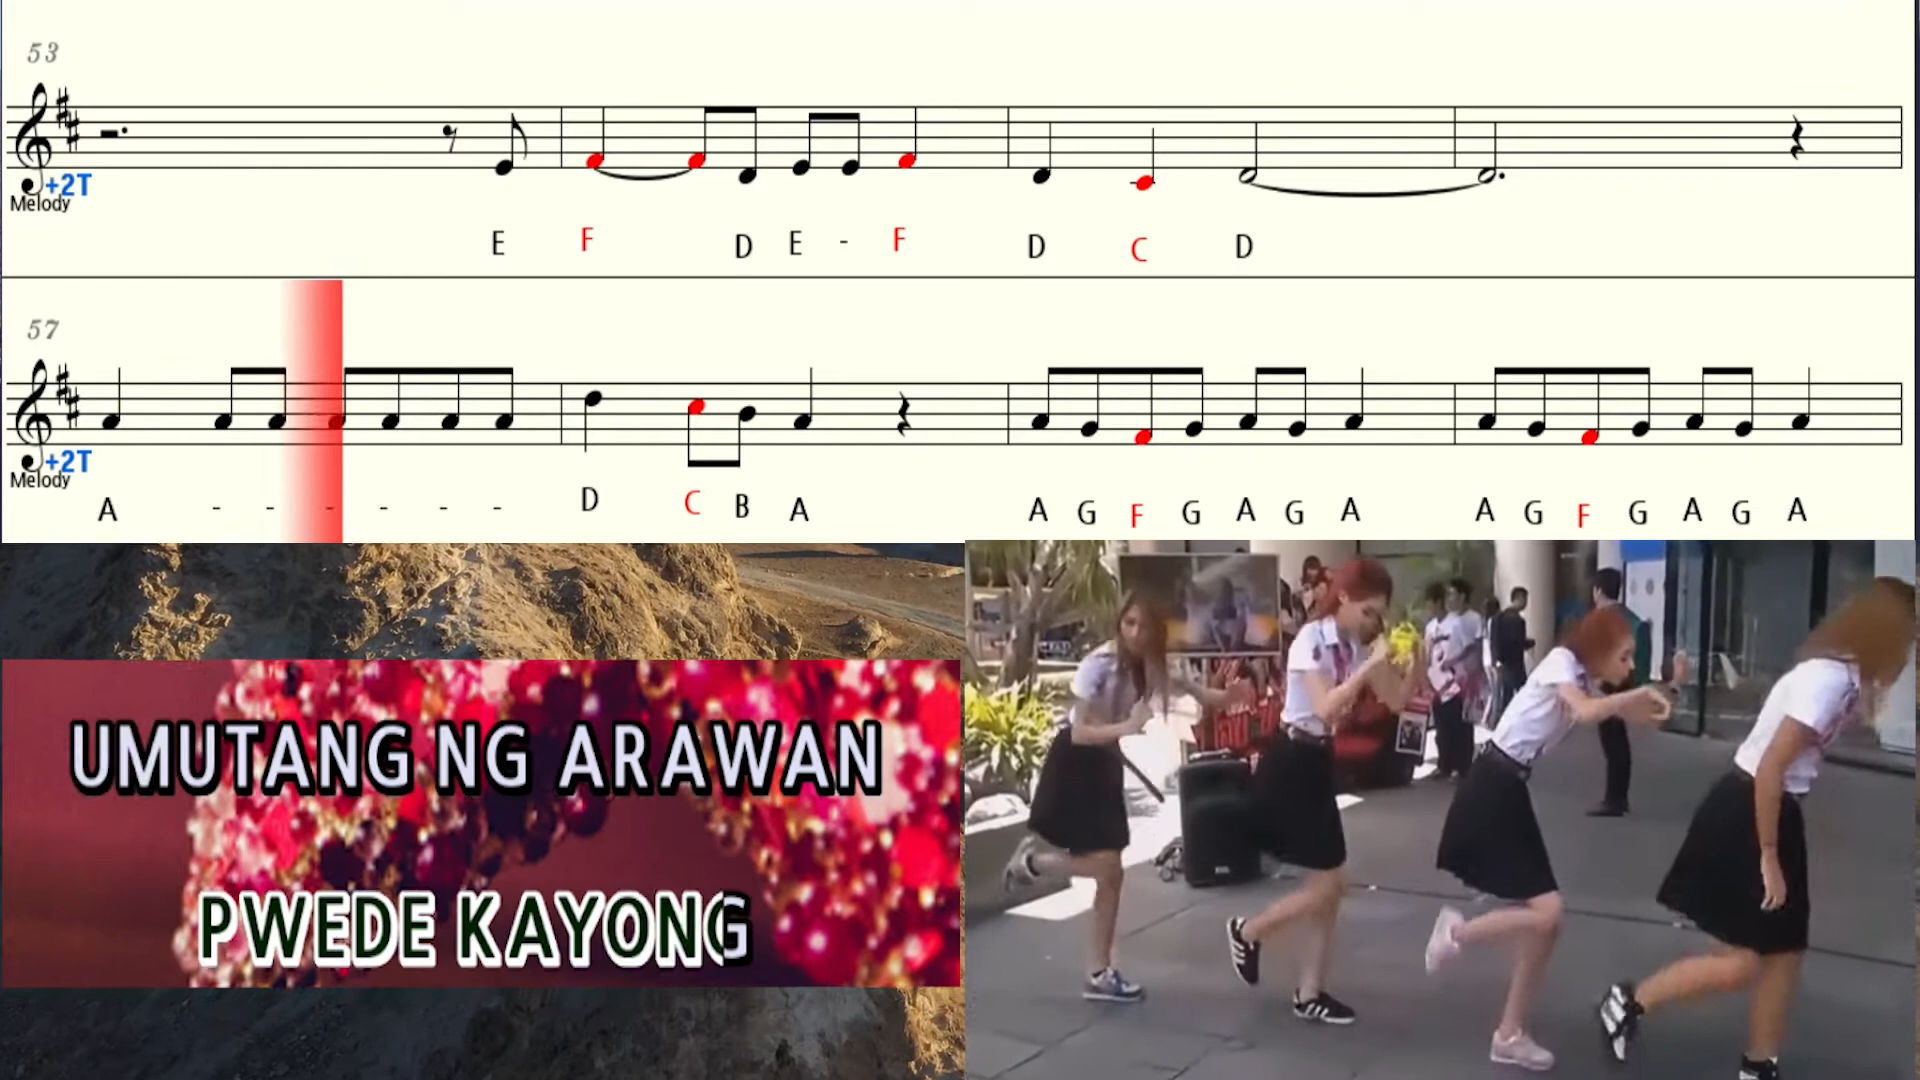 53
+2T
Melody
E F D E - F D C D
57
+2T
Melody
A - - - - - - D C B A A G F G A G A A G F G A G A
UMUTANG NG ARAWAN
PWEDE KAYONG